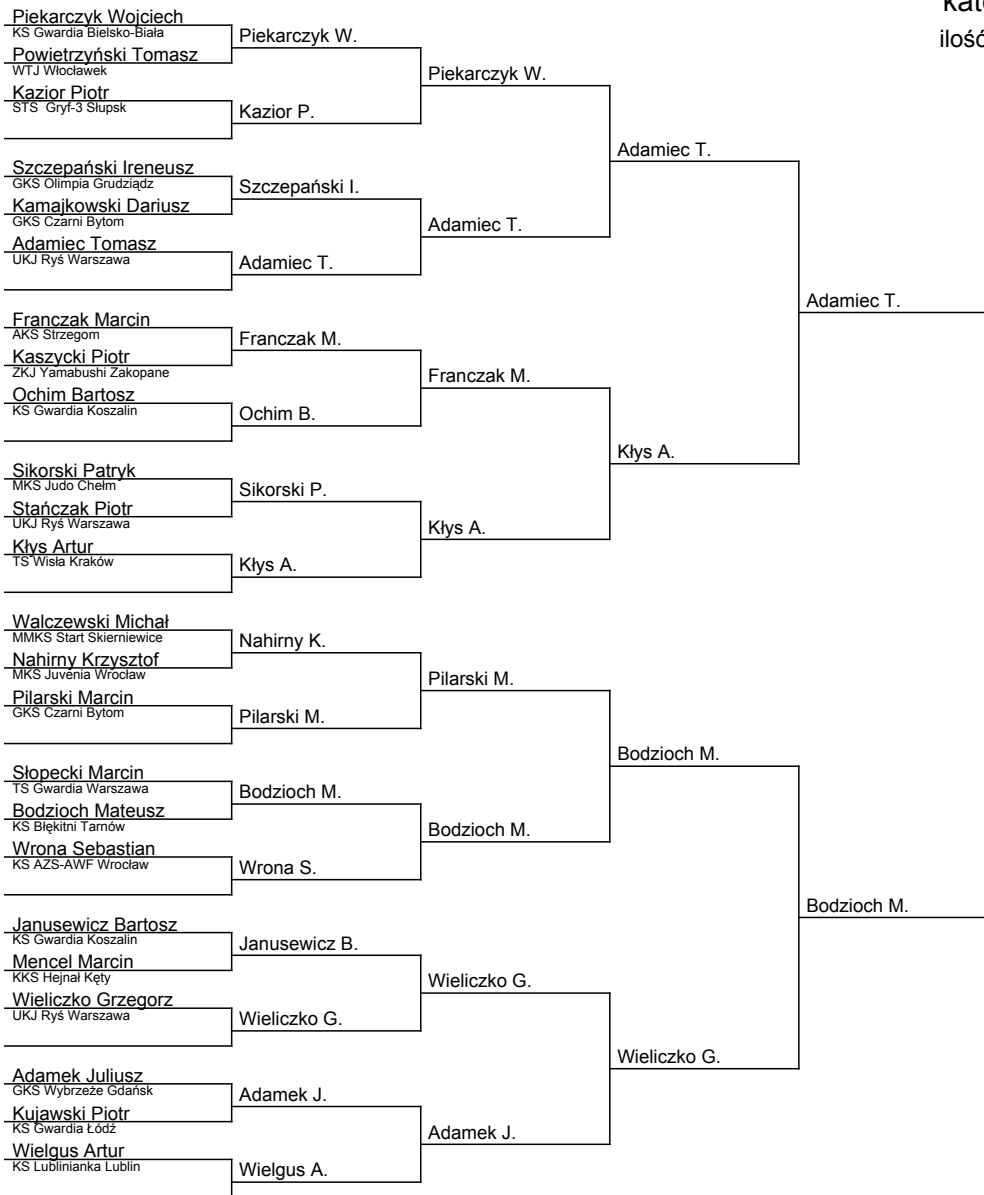 kate
ilość
Piekarczyk Wojciech
KS Gwardia Bielsko-Biała
Powietrzyński Tomasz
WTJ Włocławek
Kazior Piotr
STS Gryf-3 Słupsk
Szczepański Ireneusz
GKS Olimpia Grudziądz
Kamajkowski Dariusz
GKS Czarni Bytom
Adamiec Tomasz
UKJ Ryś Warszawa
Franczak Marcin
AKS Strzegom
Kaszycki Piotr
ZKJ Yamabushi Zakopane
Ochim Bartosz
KS Gwardia Koszalin
Sikorski Patryk
MKS Judo Chełm
Stańczak Piotr
UKJ Ryś Warszawa
Kłys Artur
TS Wisła Kraków
Walczewski Michał
MMKS Start Skierniewice
Nahirny Krzysztof
MKS Juvenia Wrocław
Pilarski Marcin
GKS Czarni Bytom
Słopecki Marcin
TS Gwardia Warszawa
Bodzioch Mateusz
KS Błękitni Tarnów
Wrona Sebastian
KS AZS-AWF Wrocław
Janusewicz Bartosz
KS Gwardia Koszalin
Mencel Marcin
KKS Hejnał Kęty
Wieliczko Grzegorz
UKJ Ryś Warszawa
Adamek Juliusz
GKS Wybrzeże Gdańsk
Kujawski Piotr
KS Gwardia Łódź
Wielgus Artur
KS Lublinianka Lublin
Piekarczyk W.
Kazior P.
Szczepański I.
Adamiec T.
Franczak M.
Ochim B.
Sikorski P.
Kłys A.
Nahirny K.
Pilarski M.
Bodzioch M.
Wrona S.
Janusewicz B.
Wieliczko G.
Adamek J.
Wielgus A.
Piekarczyk W.
Adamiec T.
Franczak M.
Kłys A.
Pilarski M.
Bodzioch M.
Wieliczko G.
Adamek J.
Adamiec T.
Kłys A.
Bodzioch M.
Wieliczko G.
Adamiec T.
Bodzioch M.